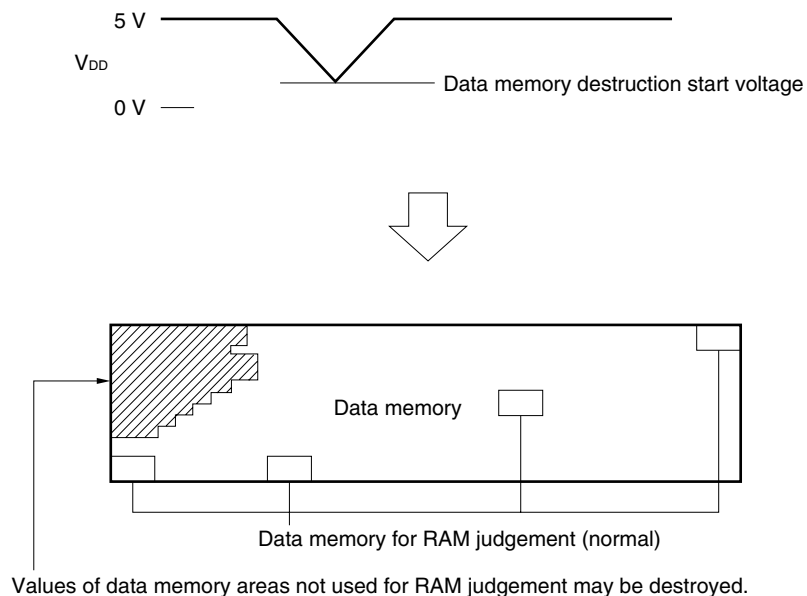 5 V
VDD
Data memory destruction start voltage
0 V
Data memory
Data memory for RAM judgement (normal)
Values of data memory areas not used for RAM judgement may be destroyed.